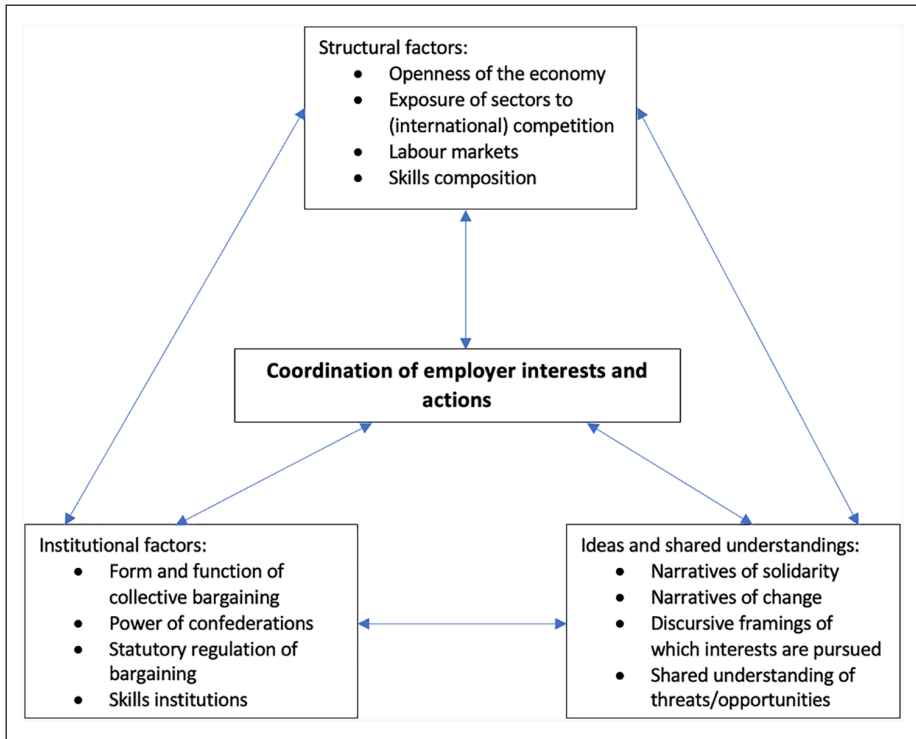 Structural factors:
• Openness of the economy
• Exposure of sectors to
(international) competition
• Labour markets
• Skills composition
Coordination of employer interests and
actions
Institutional factors:
• Form and function of
collective bargaining
• Power of confederations
• Statutory regulation of
bargaining
• Skills institutions
Ideas and shared understandings:
• Narratives of solidarity
• Narratives of change
• Discursive framings of
which interests are pursued
• Shared understanding of
threats/opportunities